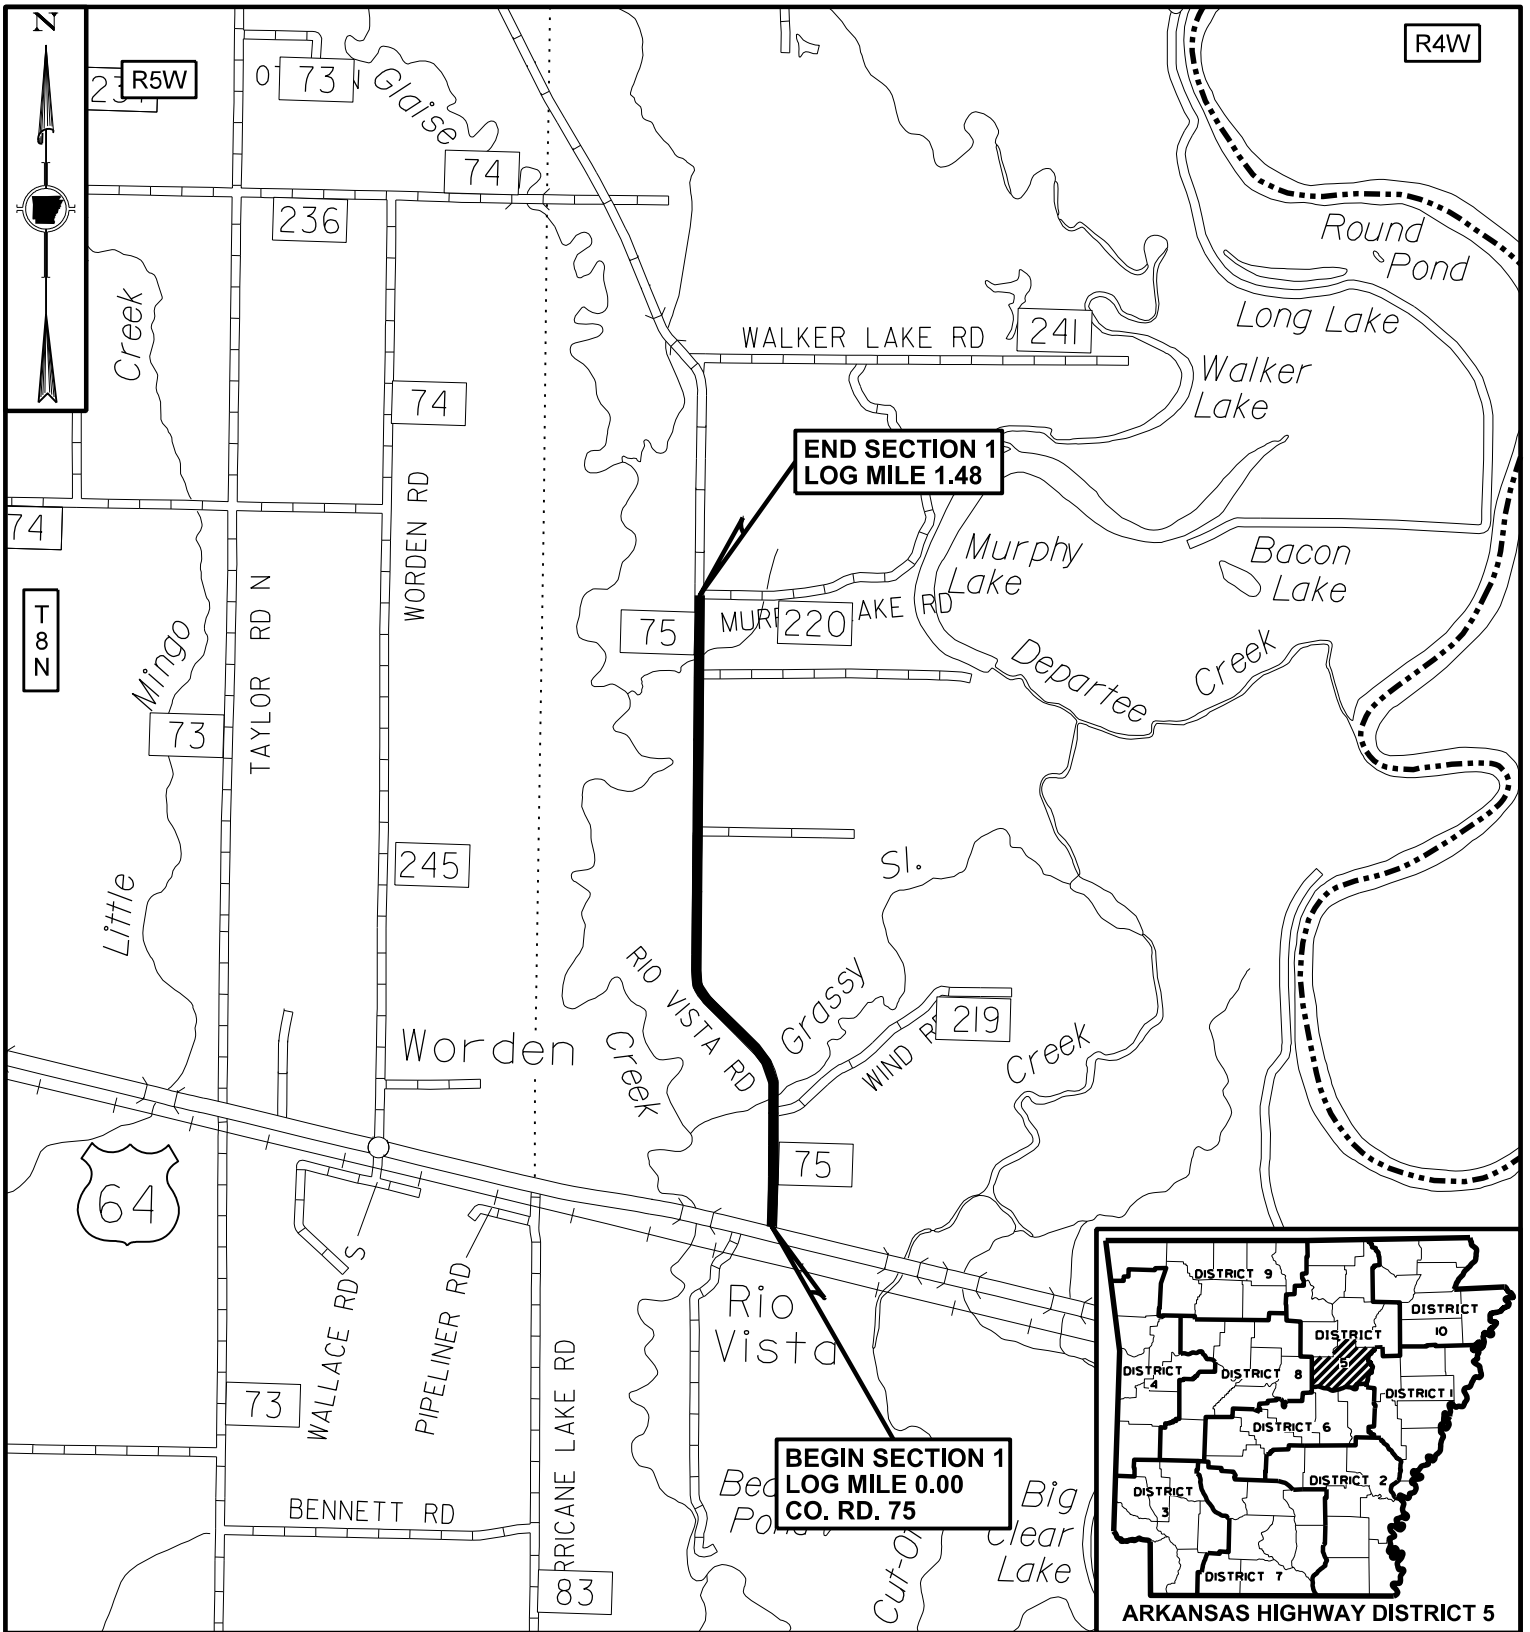 N
R5W
R4W
73
Glaise
74
236
Round
Pond
Long Lake
Creek
WALKER LAKE RD
241
Walker
Lake
74
END SECTION 1
LOG MILE 1.48
WORDEN RD
74
Murphy
Lake
Bacon
Lake
TAYLOR RD N
T
8
N
75
220
LAKE RD
Mingo
Departee
Creek
73
245
Sl.
Little
RIO VISTA RD
Grassy
219
WIND
Worden
Creek
Creek
75
64
WALLACE RD S
PIPELINER RD
Rio
Vista
73
RRICANE LAKE RD
BEGIN SECTION 1
LOG MILE 0.00
CO. RD. 75
BENNETT RD
Big
Clear
Lake
83
DISTRICT 9
DISTRICT
10
DISTRICT
5
DISTRICT
4
DISTRICT 8
DISTRICT 1
DISTRICT 6
DISTRICT 2
DISTRICT
3
DISTRICT 7
ARKANSAS HIGHWAY DISTRICT 5